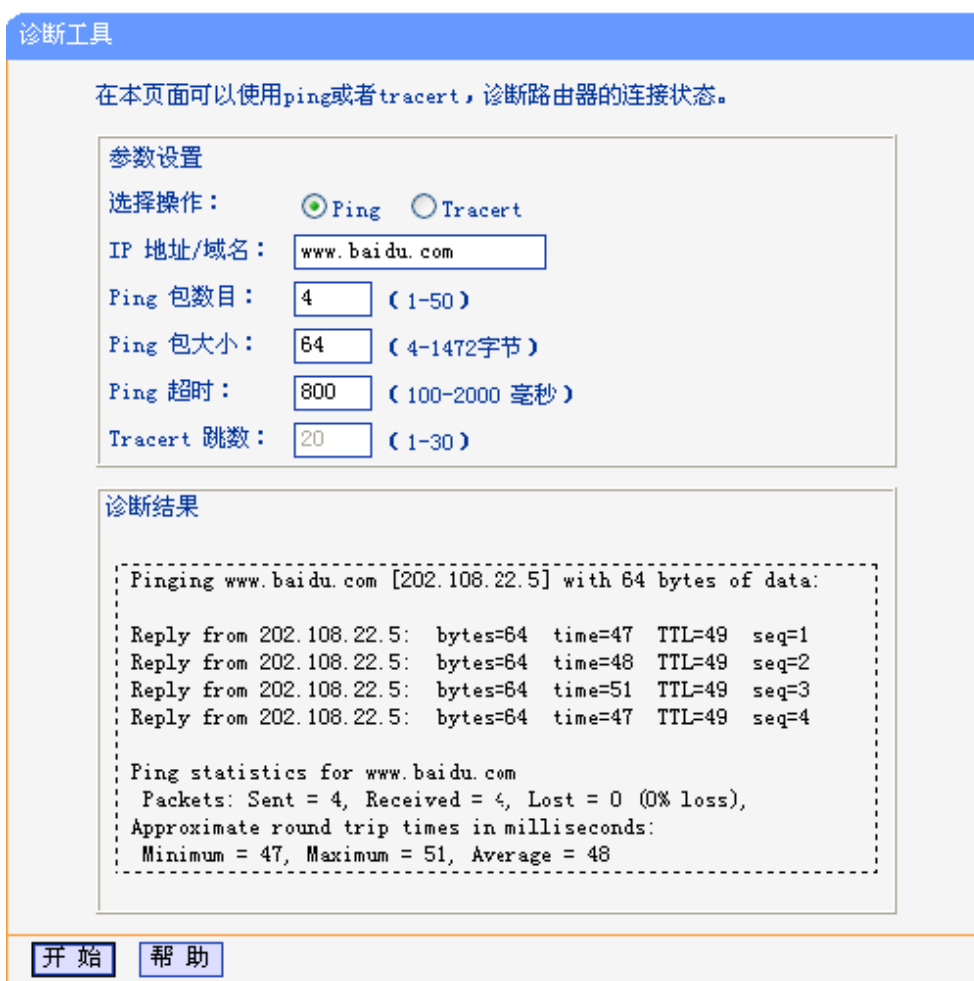 诊断工具
在本页面可以使用ping或者tracert，诊断路由器的连接状态。
参数设置
选择操作： Ping Tracert
IP 地址/域名： www.baidu.com
Ping 包数目： 4 （1-50）
Ping 包大小： 64 （4-1472字节）
Ping 超时： 800 （100-2000 毫秒）
Tracert 跳数： 20 （1-30）
诊断结果
Pinging www.baidu.com [202.108.22.5] with 64 bytes of data:
Reply from 202.108.22.5: bytes=64 time=47 TTL=49 seq=1
Reply from 202.108.22.5: bytes=64 time=48 TTL=49 seq=2
Reply from 202.108.22.5: bytes=64 time=51 TTL=49 seq=3
Reply from 202.108.22.5: bytes=64 time=47 TTL=49 seq=4
Ping statistics for www.baidu.com
Packets: Sent = 4, Received = 4, Lost = 0 (0% loss),
Approximate round trip times in milliseconds:
Minimum = 47, Maximum = 51, Average = 48
开 始 帮 助